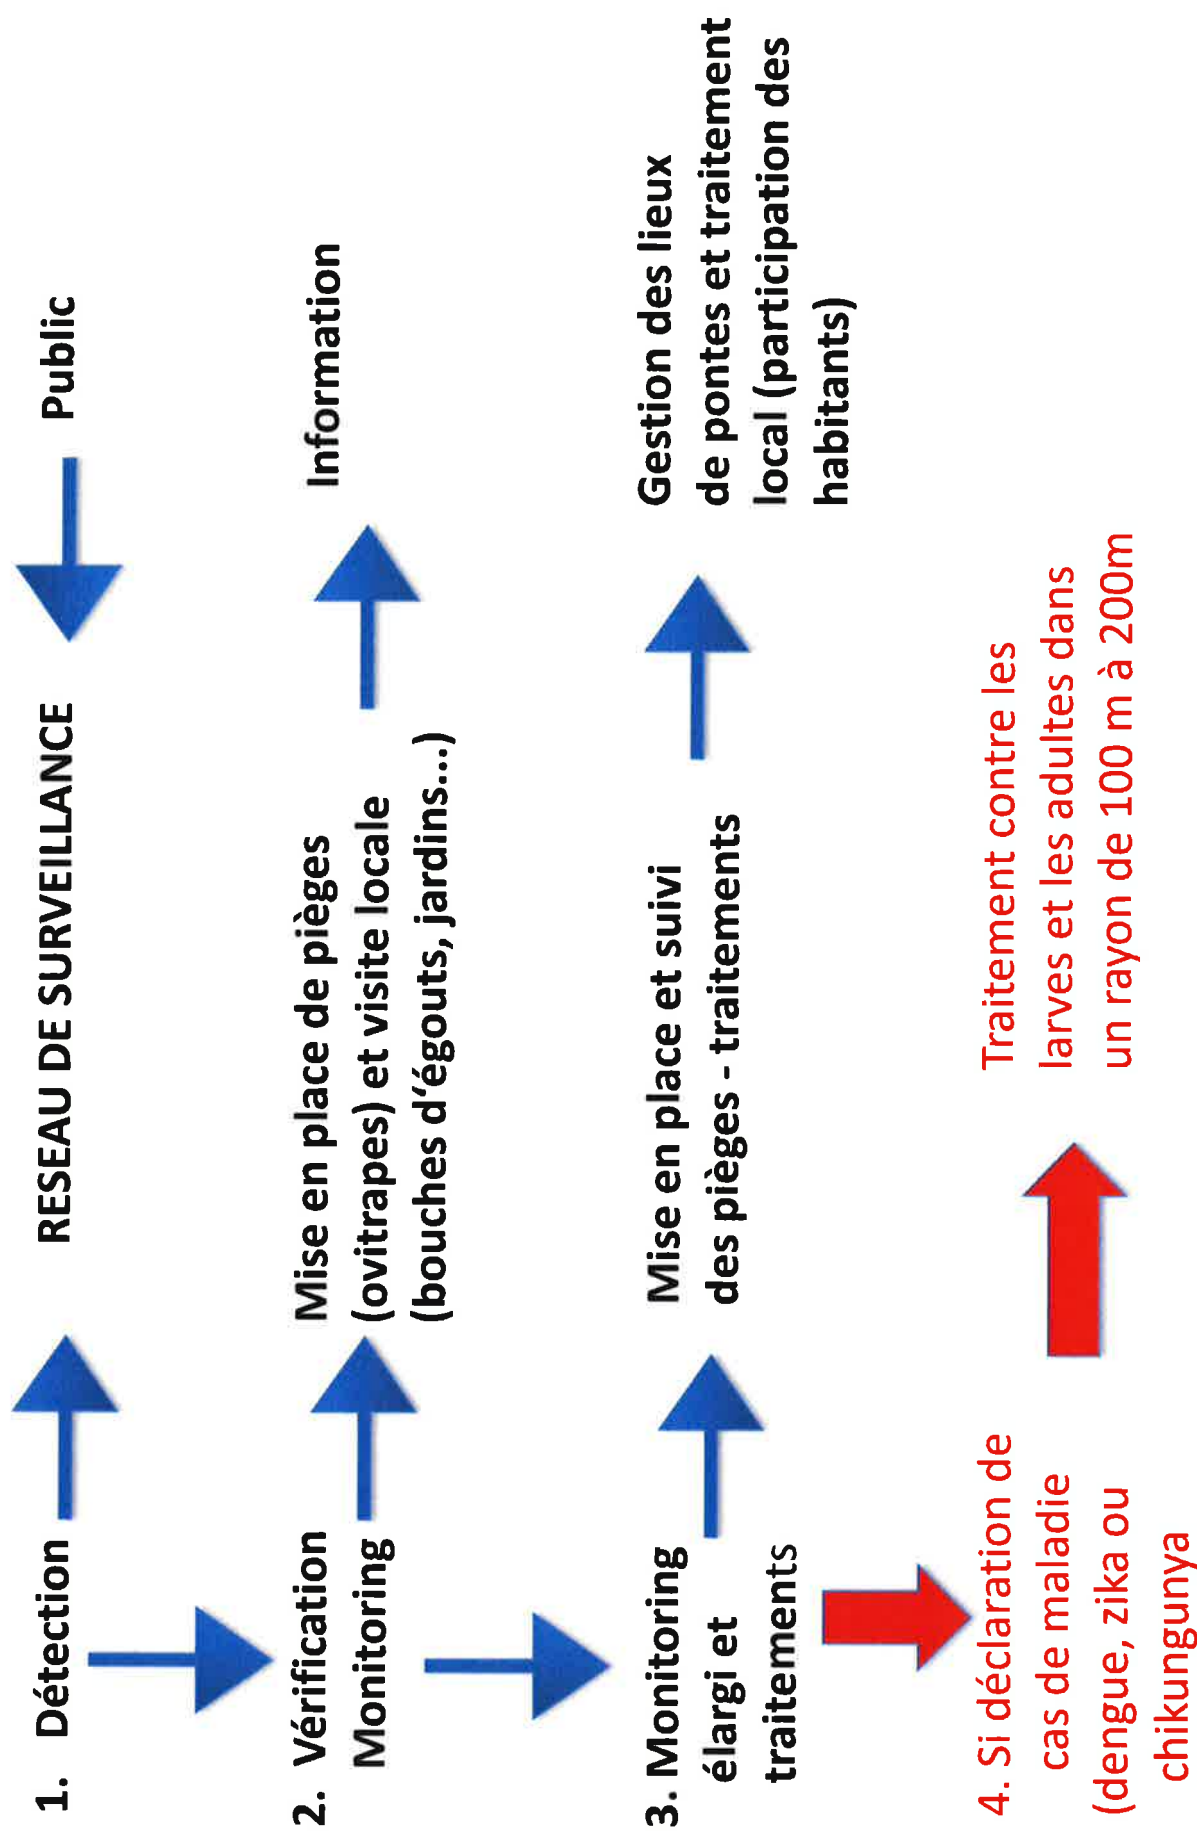 1. Détection
RESEAU DE SURVEILLANCE
Public
2. Vérification
Monitoring
Mise en place de pièges
(ovitrapes) et visite locale
(bouches d'égouts, jardins...)
Information
3. Monitoring
élargi et
traitements
Mise en place et suivi
des pièges - traitements
Gestion des lieux
de pontes et traitement
local (participation des
habitants)
4. Si déclaration de
cas de maladie
(dengue, zika ou
chikungunya
Traitement contre les
larves et les adultes dans
un rayon de 100 m à 200m